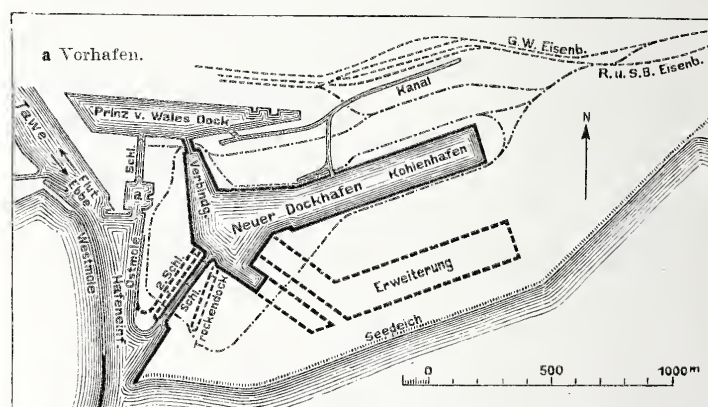 a Vorhafen.
G.W. Eisenb.
R. u. S.B. Eisenb.
Kanal
Prinz v. Wales Dock
Tawe
N
Schl.
Verbindg.
Kohlenhafen
Neuer Dockhafen
Flut
Ebbe
a
Westmole
Ostmole
Hafeneinf.
2. Schl.
Schl.
Trockendock
Erweiterung
Seedeich
0 500 1000 m